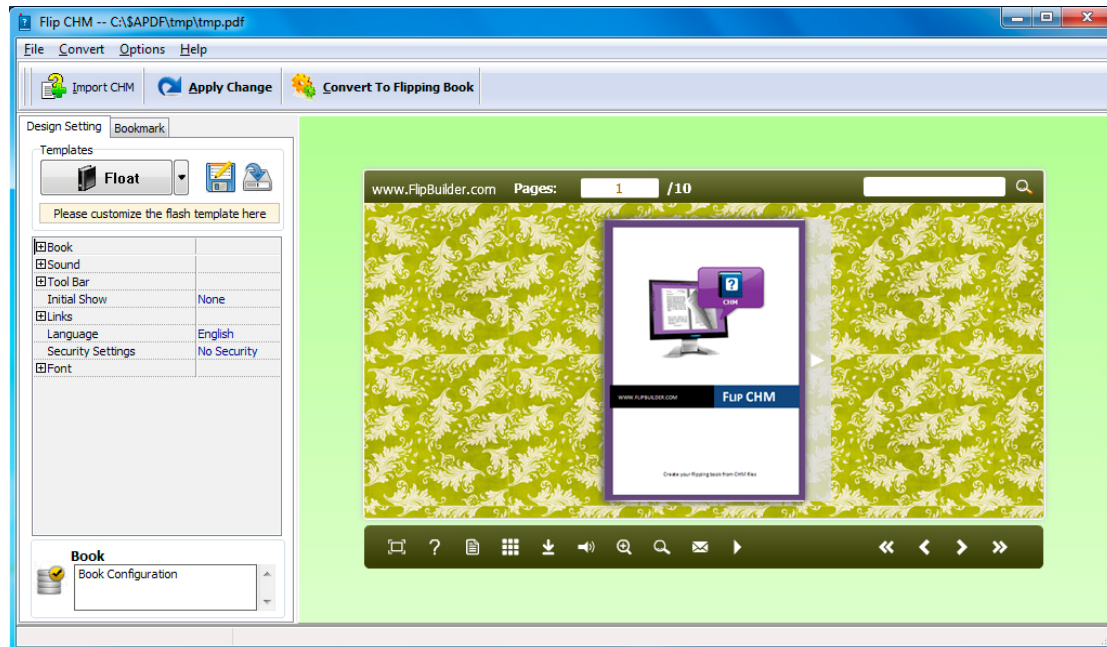 Flip CHM -- C:\$APDF\tmp\tmp.pdf
File Convert Options Help
Import CHM Apply Change Convert To Flipping Book
Design Setting Bookmark
Templates
Float
Please customize the flash template here
Book
Sound
Tool Bar
Initial Show None
Links
Language English
Security Settings No Security
Font
Book
Book Configuration
www.FlipBuilder.com Pages: 1 /10
CHM
WWW.FLIPBUILDER.COM FLIP CHM
Create your flipping book from CHM files